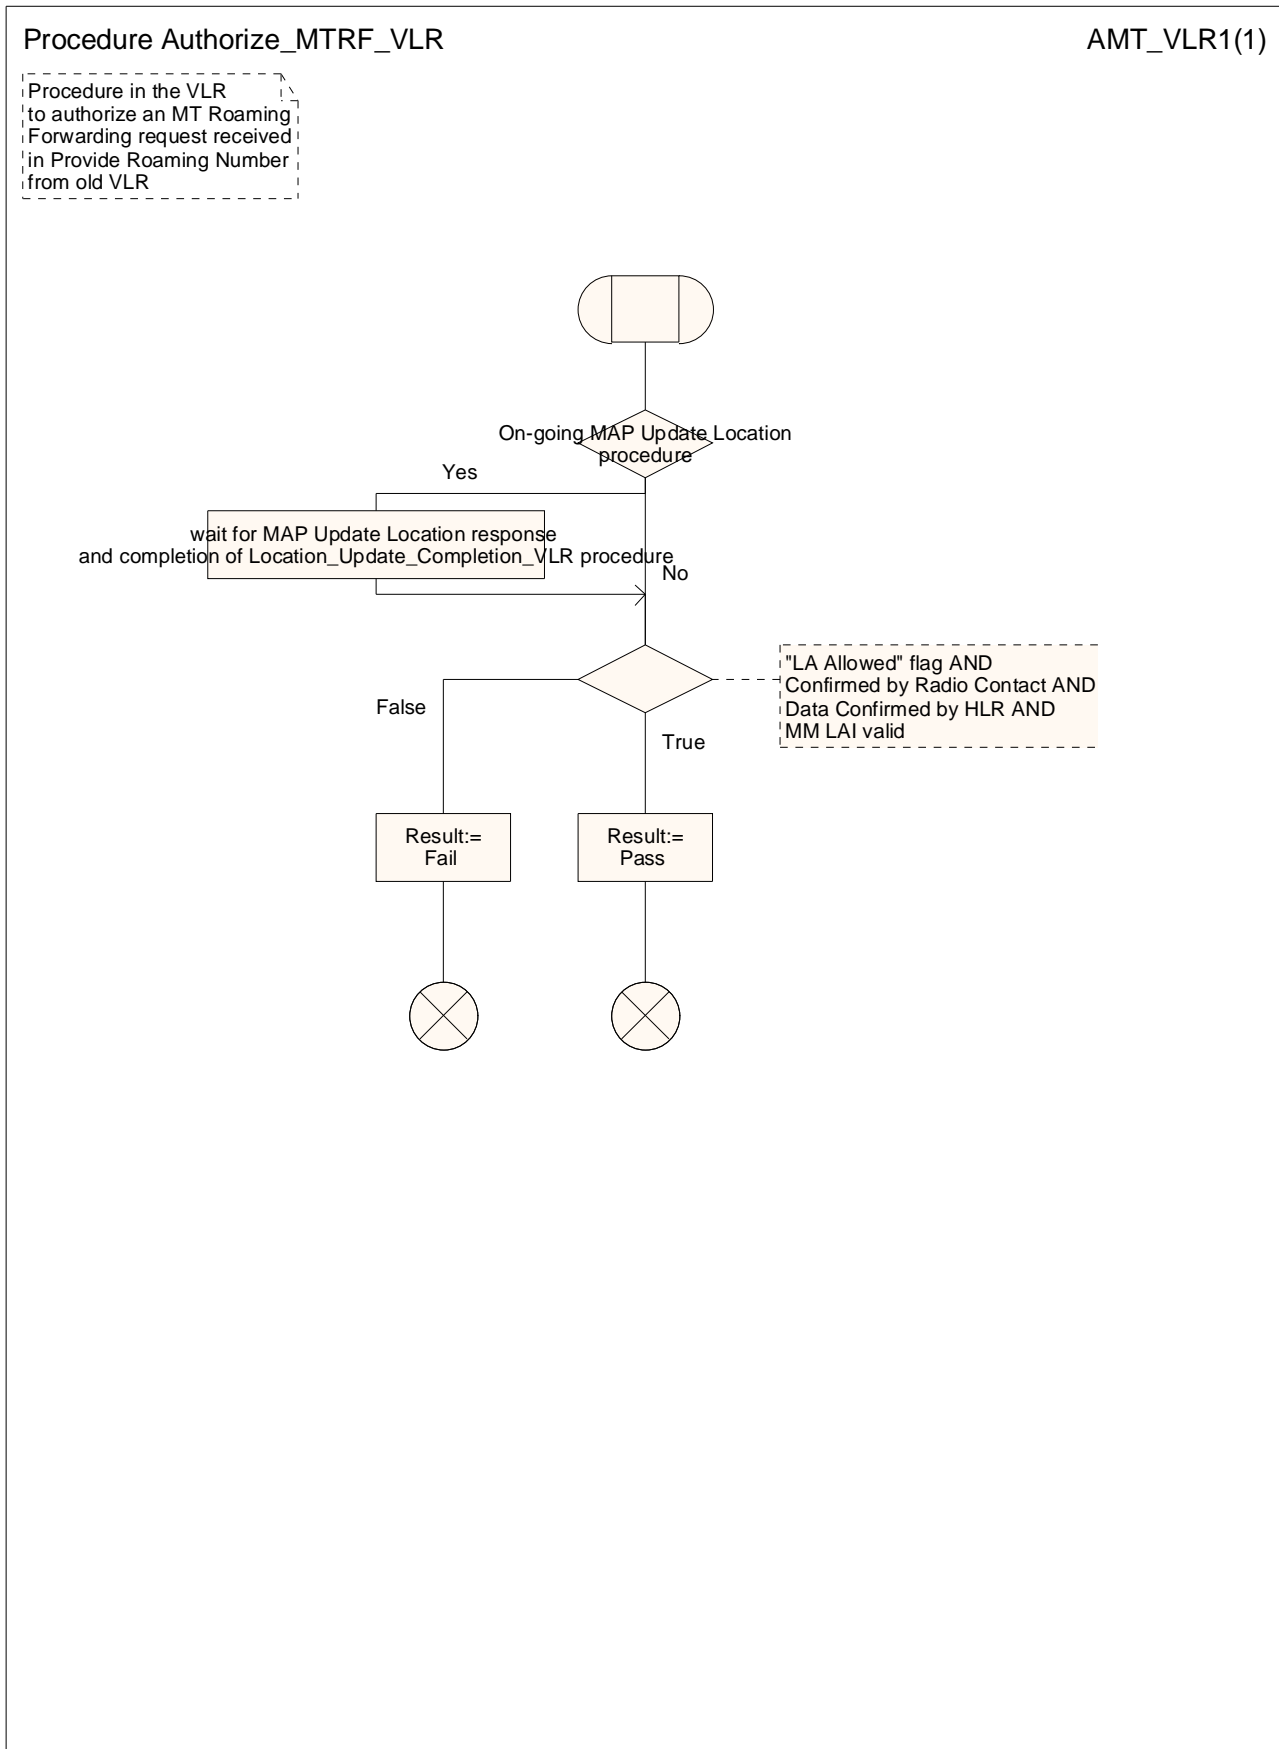 Procedure Authorize_MTRF_VLR
AMT_VLR1(1)
Procedure in the VLR
to authorize an MT Roaming
Forwarding request received
in Provide Roaming Number
from old VLR
On-going MAP Update Location
procedure
Yes
wait for MAP Update Location response
and completion of Location_Update_Completion_VLR procedure
No
"LA Allowed" flag AND
Confirmed by Radio Contact AND
Data Confirmed by HLR AND
MM LAI valid
False
True
Result:=
Fail
Result:=
Pass